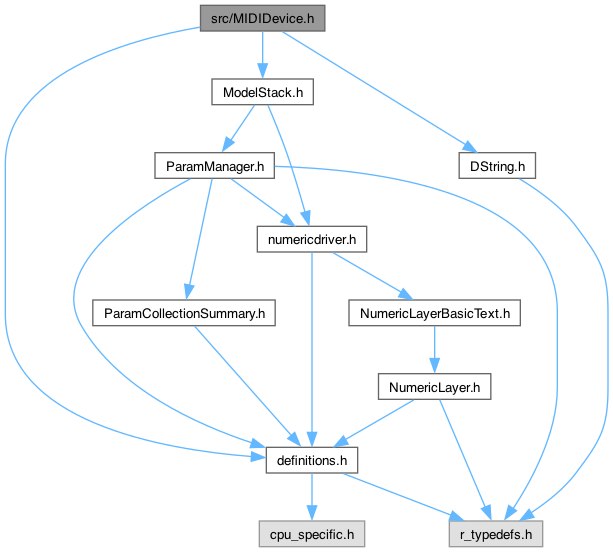 src/MIDIDevice.h
ModelStack.h
ParamManager.h
DString.h
numericdriver.h
ParamCollectionSummary.h
NumericLayerBasicText.h
NumericLayer.h
definitions.h
cpu_specific.h
r_typedefs.h